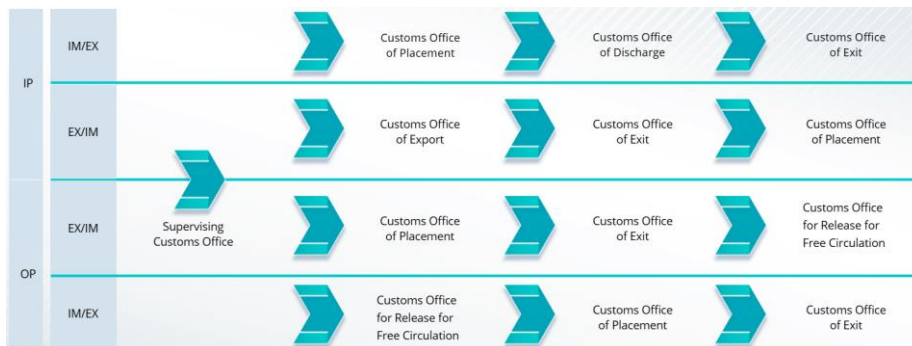 IP
IM/EX
Customs Office
of Placement
Customs Office
of Discharge
Customs Office
of Exit
EX/IM
Customs Office
of Export
Customs Office
of Exit
Customs Office
of Placement
Supervising
Customs Office
OP
EX/IM
Customs Office
of Placement
Customs Office
of Exit
Customs Office
for Release for
Free Circulation
IM/EX
Customs Office
for Release for
Free Circulation
Customs Office
of Placement
Customs Office
of Exit